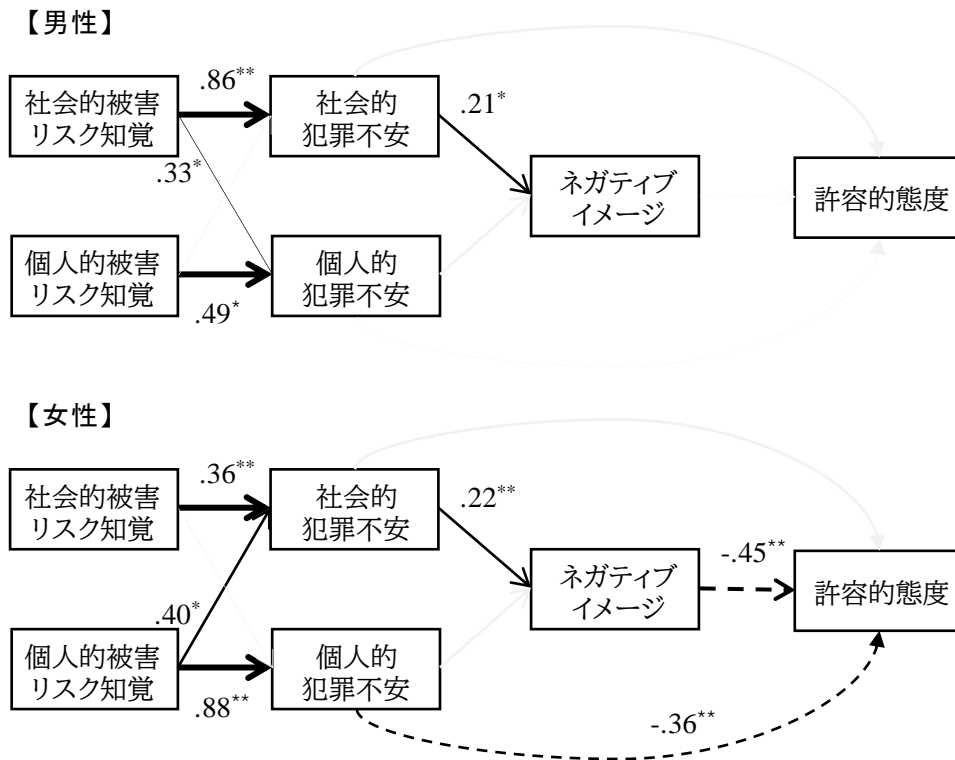 【男性】
社会的被害
リスク知覚
.86**
社会的
犯罪不安
.21*
.33*
ネガティブ
イメージ
許容的態度
個人的被害
リスク知覚
.49*
個人的
犯罪不安
【女性】
社会的被害
リスク知覚
.36**
社会的
犯罪不安
.22**
ネガティブ
イメージ
-.45**
許容的態度
.40*
個人的被害
リスク知覚
.88**
個人的
犯罪不安
-.36**